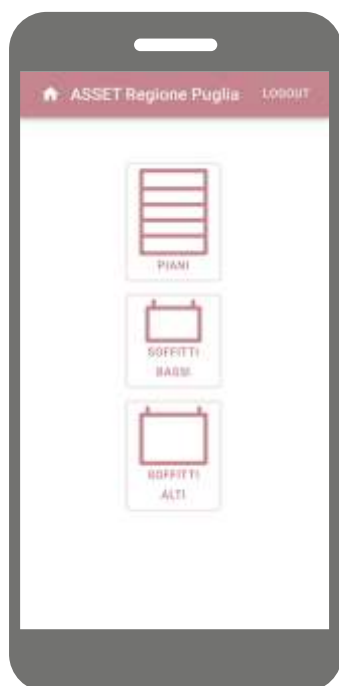 ASSET Regione Puglia LOGOUT
PIANI
SOFFITTI
BASSI
SOFFITTI
ALTI